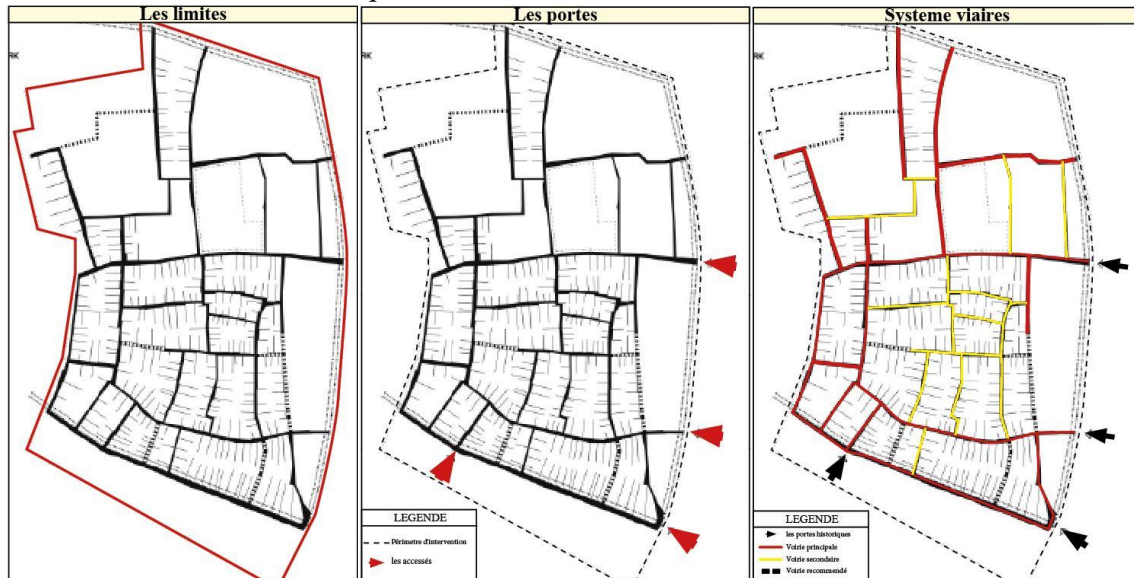 Les limites
Les portes
Systeme viaires
LEGENDE
Périmetre d'intervention
les accessés
LEGENDE
les portes historiques
Voirie principale
Voirie secondaire
Voirie recommendé